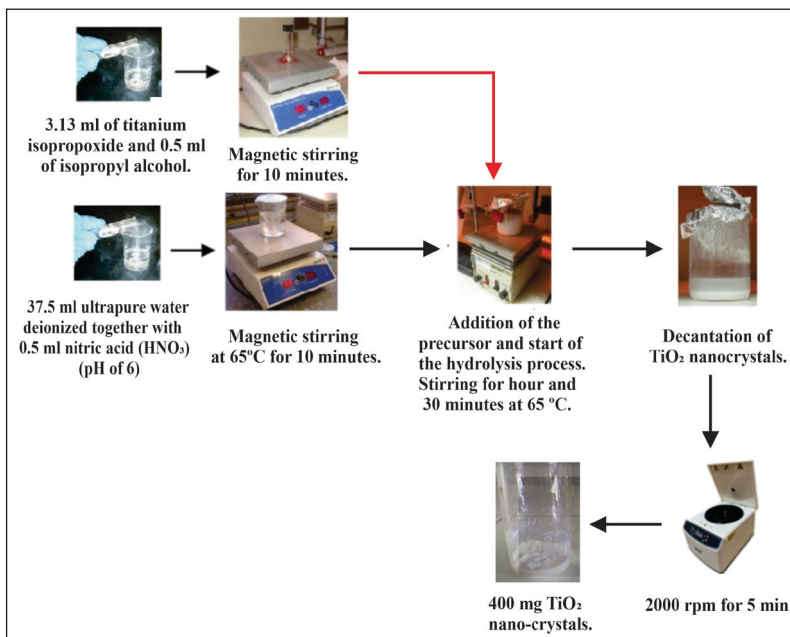 3.13 ml of titanium
isopropoxide and 0.5 ml
of isopropyl alcohol.
Magnetic stirring
for 10 minutes.
37.5 ml ultrapure water
deionized together with
0.5 ml nitric acid (HNO₃)
(pH of 6)
Magnetic stirring
at 65ºC for 10 minutes.
Addition of the
precursor and start of
the hydrolysis process.
Stirring for hour and
30 minutes at 65 ºC.
Decantation of
TiO₂ nanocrystals.
400 mg TiO₂
nano-crystals.
2000 rpm for 5 min.